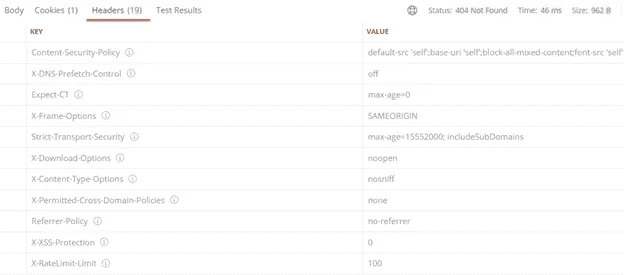 Body Cookies (1) Headers (19) Test Results Status: 404 Not Found Time: 46 ms Size: 962 B
KEY VALUE
Content-Security-Policy default-src 'self';base-uri 'self';block-all-mixed-content;font-src 'self'
X-DNS-Prefetch-Control off
Expect-CT max-age=0
X-Frame-Options SAMEORIGIN
Strict-Transport-Security max-age=15552000; includeSubDomains
X-Download-Options noopen
X-Content-Type-Options nosniff
X-Permitted-Cross-Domain-Policies none
Referrer-Policy no-referrer
X-XSS-Protection 0
X-RateLimit-Limit 100